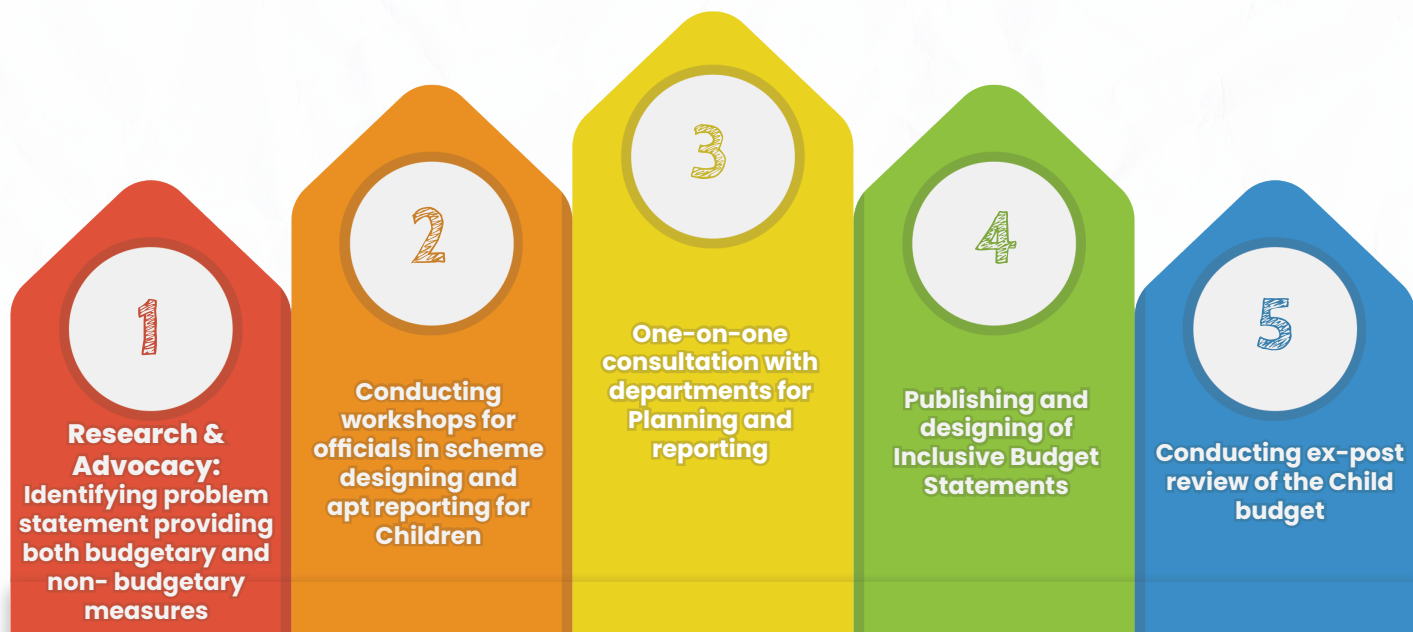 1
Research &
Advocacy:
Identifying problem
statement providing
both budgetary and
non- budgetary
measures
2
Conducting
workshops for
officials in scheme
designing and
apt reporting for
Children
3
One-on-one
consultation with
departments for
Planning and
reporting
4
Publishing and
designing of
Inclusive Budget
Statements
5
Conducting ex-post
review of the Child
budget